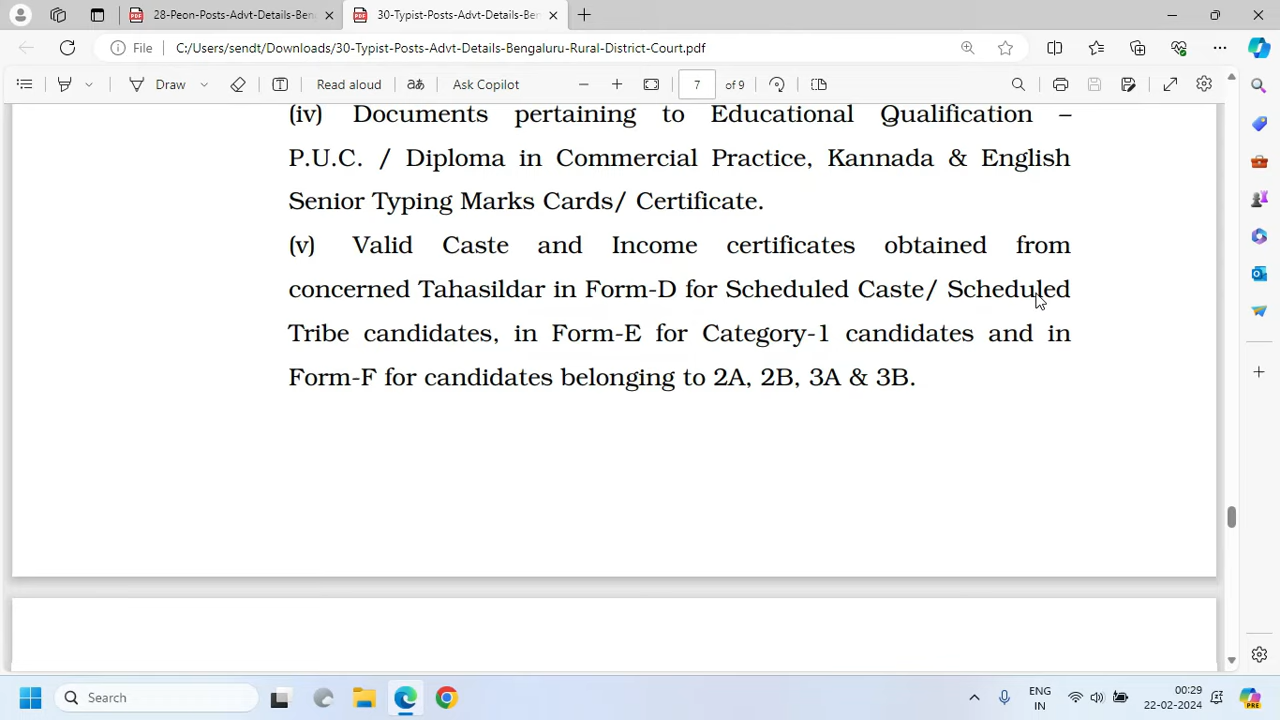 28-Peon-Posts-Advt-Details-Ben
30-Typist-Posts-Advt-Details-Be
File
C:/Users/sendt/Downloads/30-Typist-Posts-Advt-Details-Bengaluru-Rural-District-Court.pdf
Draw
Read aloud
aあ
Ask Copilot
7 of 9
(iv) Documents pertaining to Educational Qualification –
P.U.C. / Diploma in Commercial Practice, Kannada & English
Senior Typing Marks Cards/ Certificate.
(v) Valid Caste and Income certificates obtained from
concerned Tahasildar in Form-D for Scheduled Caste/ Scheduled
Tribe candidates, in Form-E for Category-1 candidates and in
Form-F for candidates belonging to 2A, 2B, 3A & 3B.
Search
ENG
IN
00:29
22-02-2024
PRE